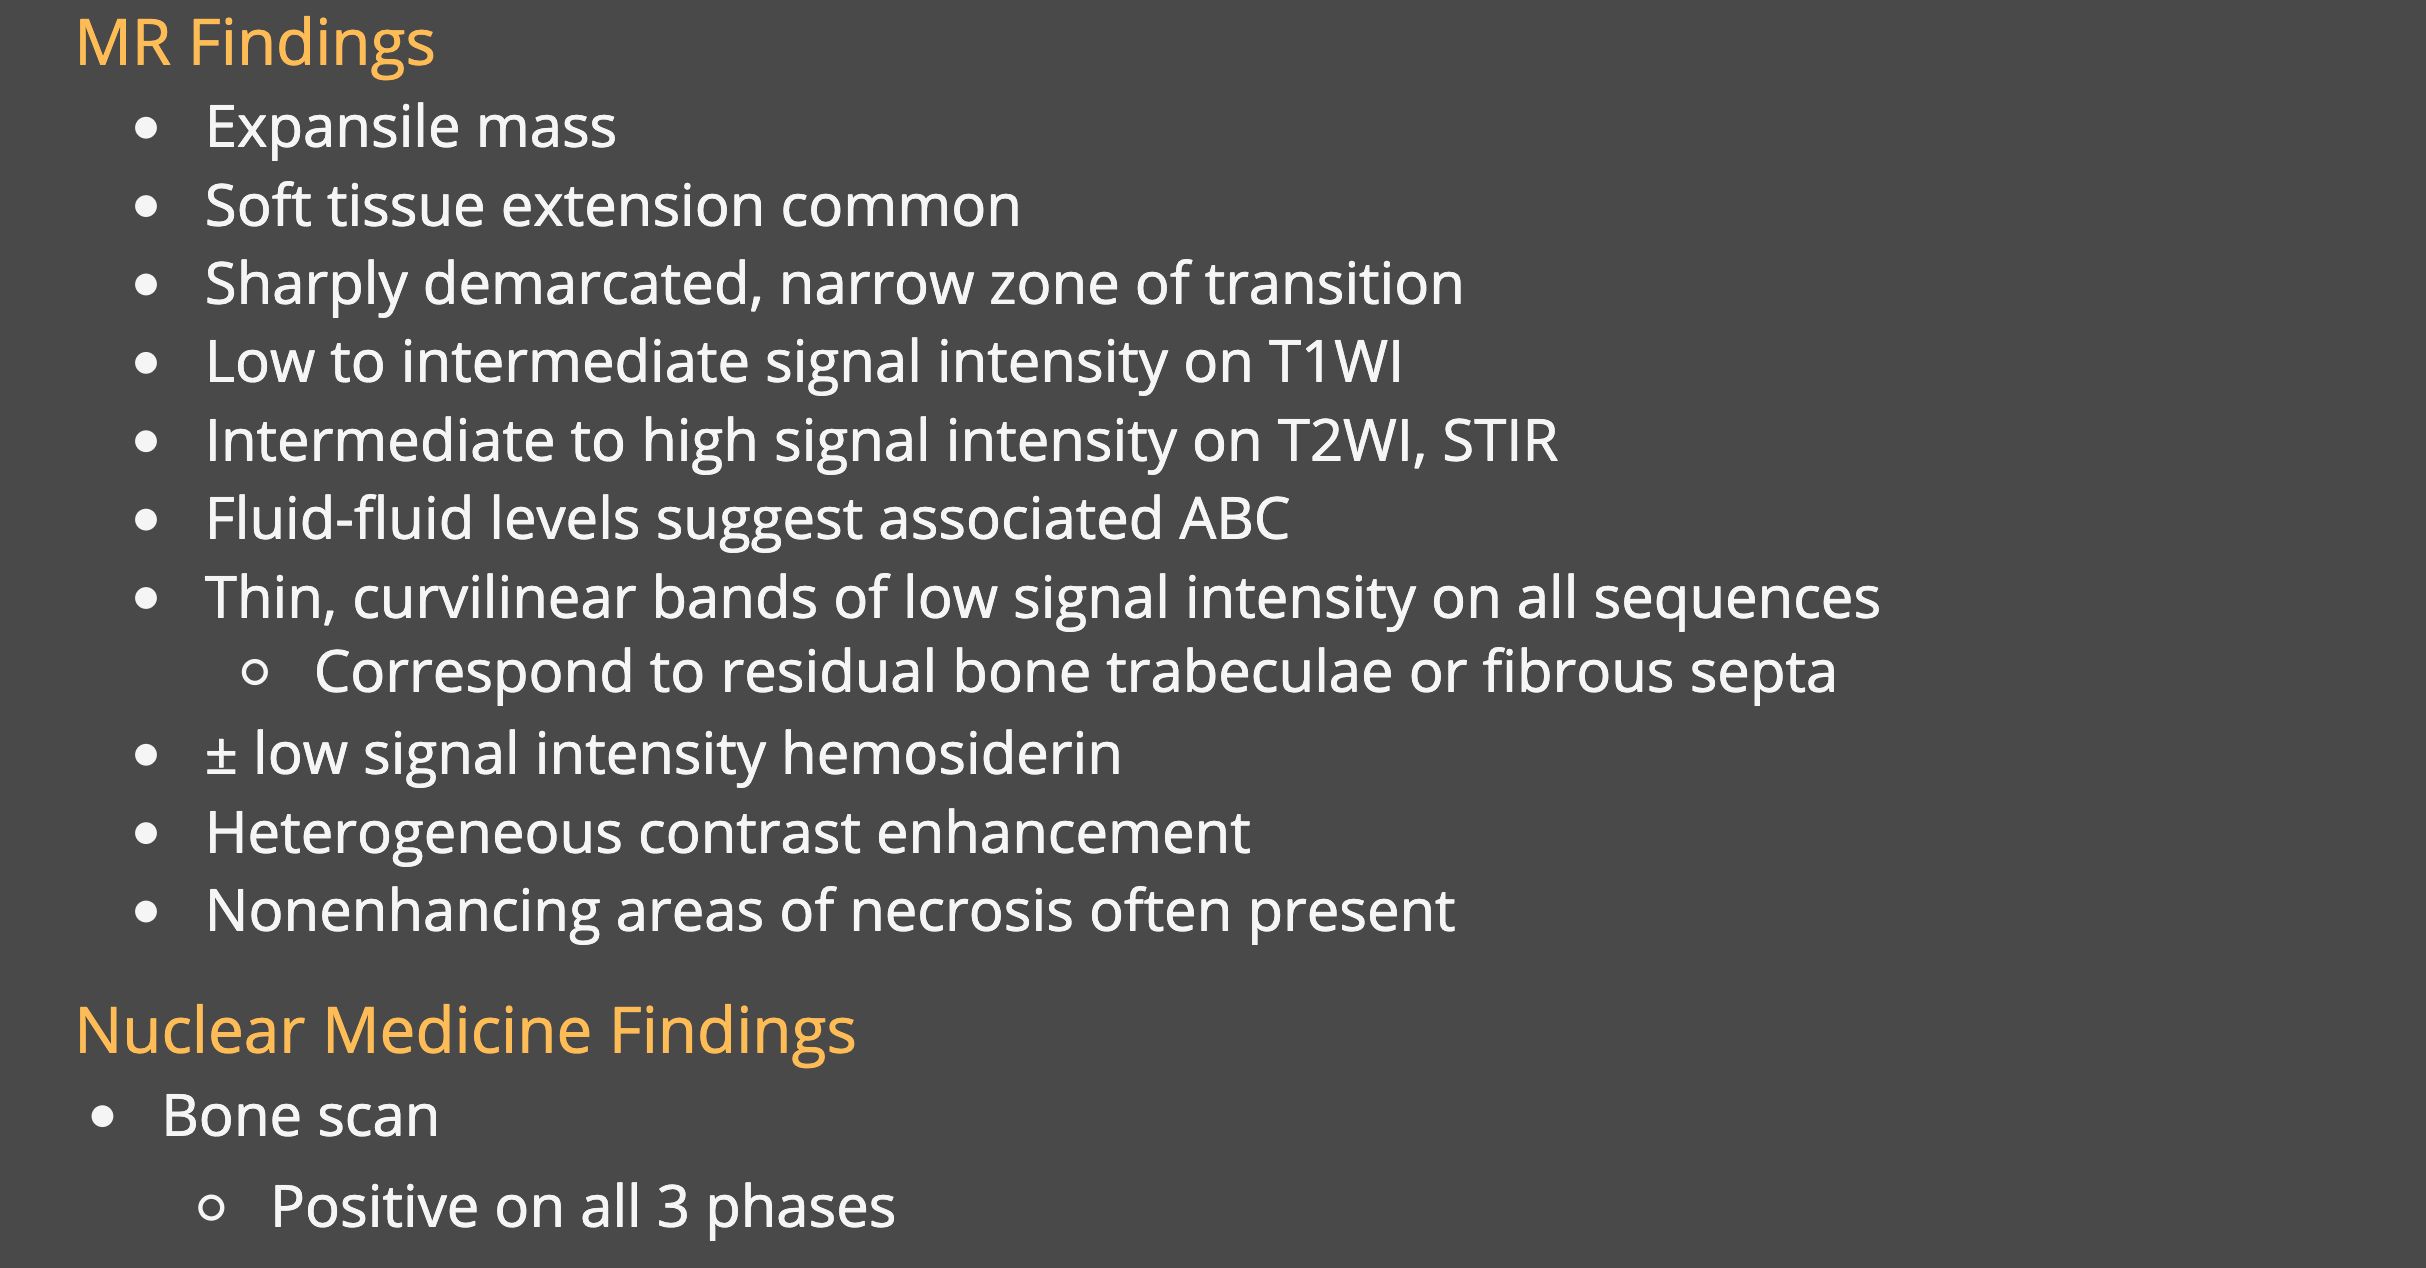 MR Findings
• Expansile mass
• Soft tissue extension common
• Sharply demarcated, narrow zone of transition
• Low to intermediate signal intensity on T1WI
• Intermediate to high signal intensity on T2WI, STIR
• Fluid-fluid levels suggest associated ABC
• Thin, curvilinear bands of low signal intensity on all sequences
○ Correspond to residual bone trabeculae or fibrous septa
• ± low signal intensity hemosiderin
• Heterogeneous contrast enhancement
• Nonenhancing areas of necrosis often present
Nuclear Medicine Findings
• Bone scan
○ Positive on all 3 phases